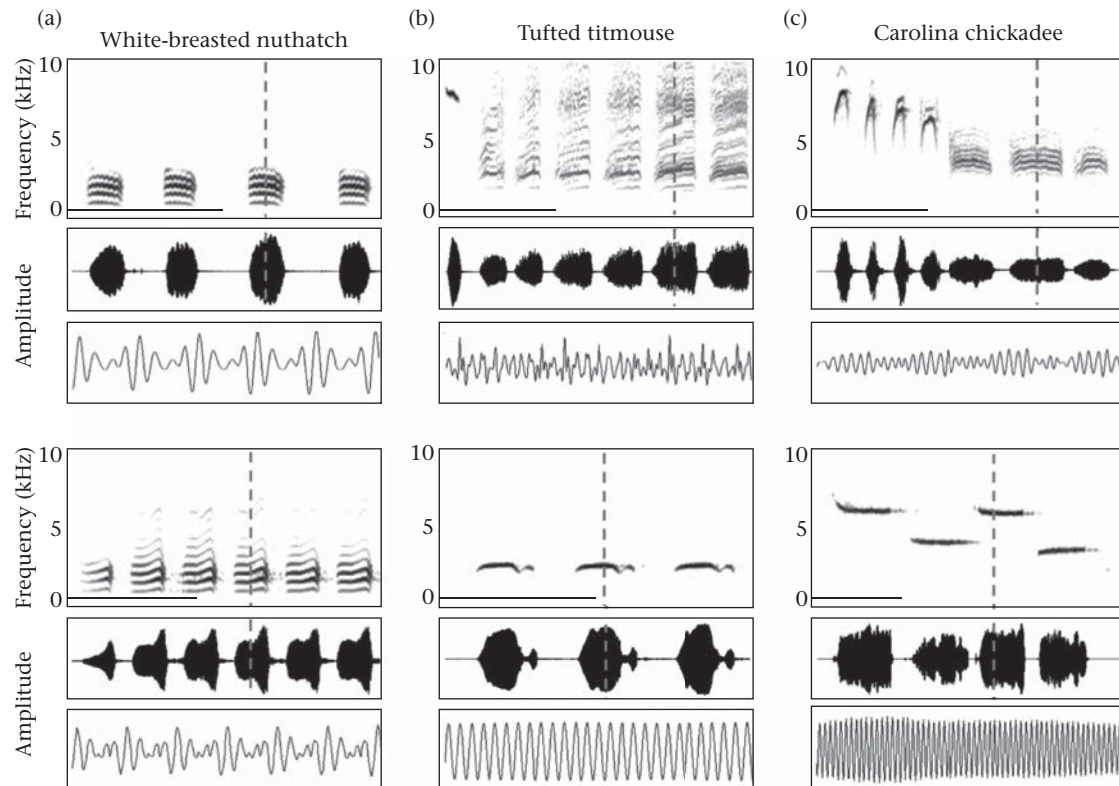 (a) (b) (c)
White-breasted nuthatch Tufted titmouse Carolina chickadee
10 10 10
Frequency (kHz)
5 5 5
0 0 0
Amplitude
10 10 10
Frequency (kHz)
5 5 5
0 0 0
Amplitude